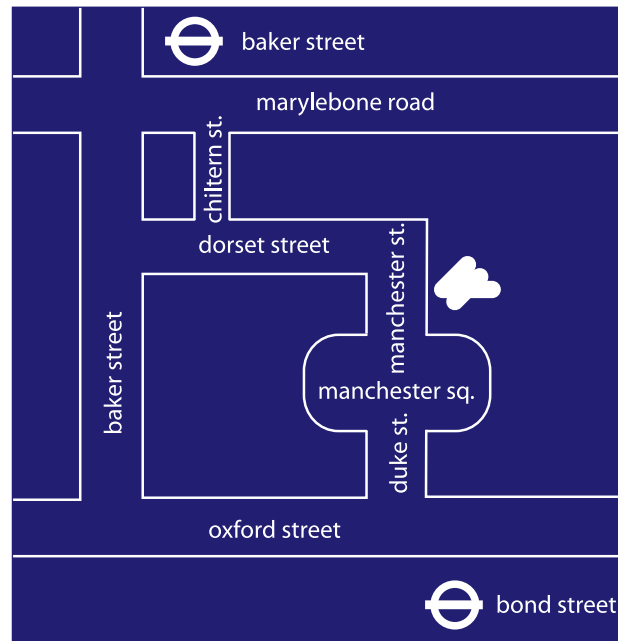 baker street
marylebone road
chiltern st.
dorset street
manchester st.
baker street
manchester sq.
duke st.
oxford street
bond street